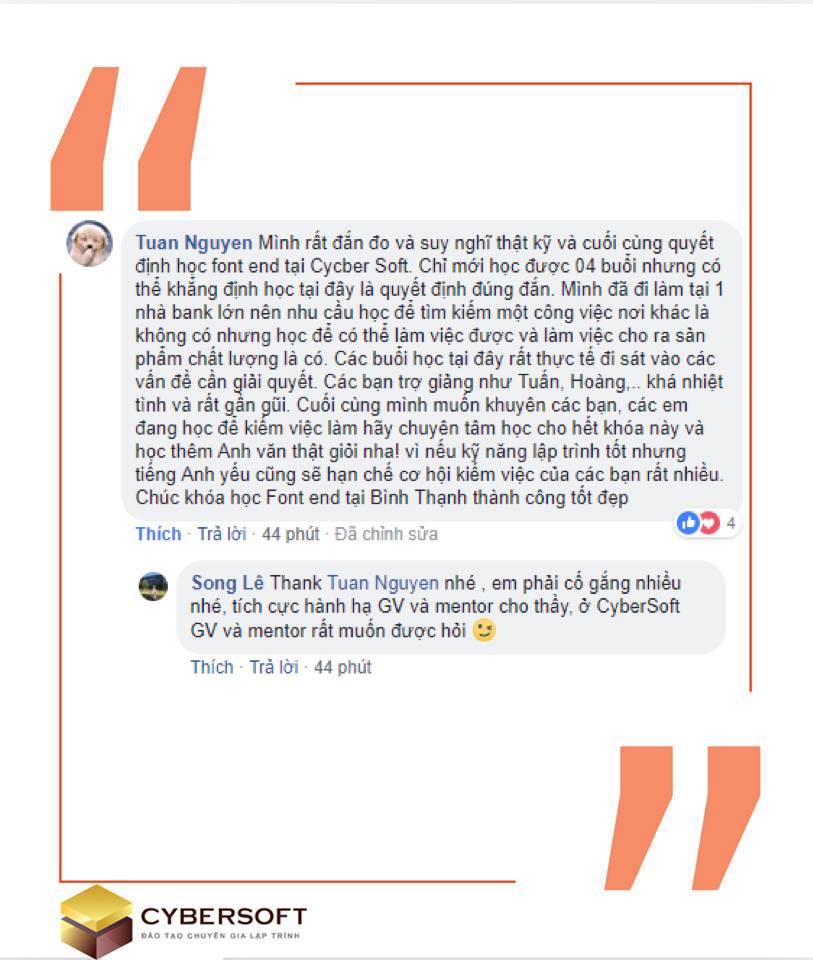 Tuan Nguyen Mình rất đắn đo và suy nghĩ thật kỹ và cuối cùng quyết
định học font end tại Cycber Soft. Chỉ mới học được 04 buổi nhưng có
thể khẳng định học tại đây là quyết định đúng đắn. Mình đã đi làm tại 1
nhà bank lớn nên nhu cầu học để tìm kiếm một công việc nơi khác là
không có nhưng học để có thể làm việc được và làm việc cho ra sản
phẩm chất lượng là có. Các buổi học tại đây rất thực tế đi sát vào các
vấn đề cần giải quyết. Các bạn trợ giảng như Tuấn, Hoàng,.. khá nhiệt
tình và rất gần gũi. Cuối cùng mình muốn khuyên các bạn, các em
đang học để kiếm việc làm hãy chuyên tâm học cho hết khóa này và
học thêm Anh văn thật giỏi nha! vì nếu kỹ năng lập trình tốt nhưng
tiếng Anh yếu cũng sẽ hạn chế cơ hội kiếm việc của các bạn rất nhiều.
Chúc khóa học Font end tại Bình Thạnh thành công tốt đẹp
4
Thích · Trả lời · 44 phút · Đã chỉnh sửa
Song Lê Thank Tuan Nguyen nhé , em phải cố gắng nhiều
nhé, tích cực hành hạ GV và mentor cho thầy, ở CyberSoft
GV và mentor rất muốn được hỏi
Thích · Trả lời · 44 phút
CYBERSOFT
ĐÀO TẠO CHUYÊN GIA LẬP TRÌNH